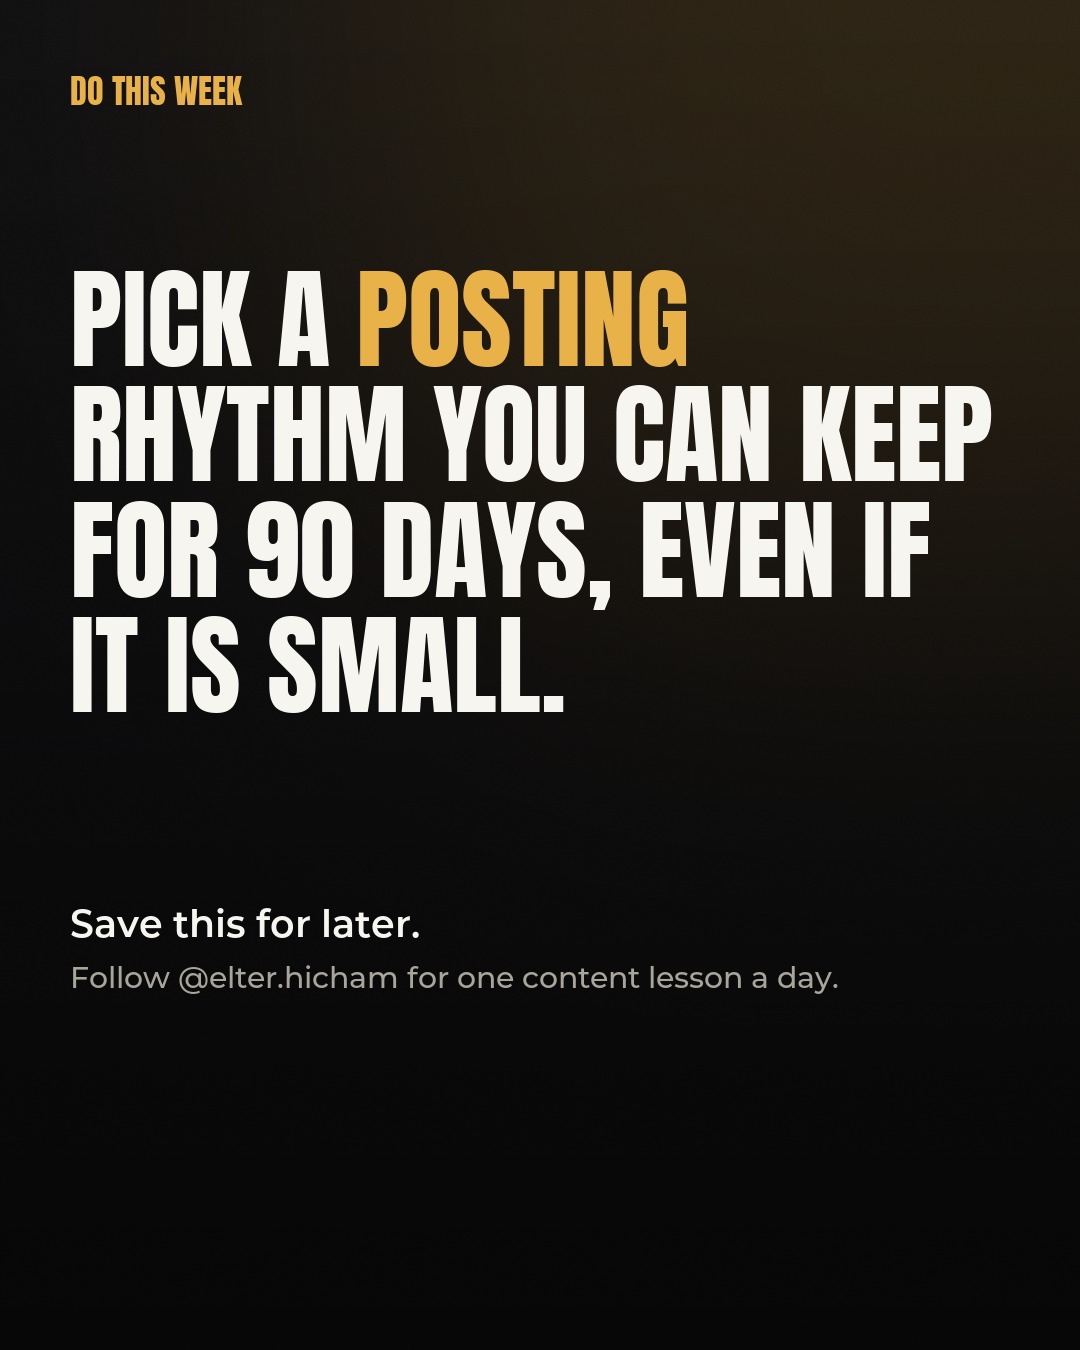 DO THIS WEEK
PICK A POSTING
RHYTHM YOU CAN KEEP
FOR 90 DAYS, EVEN IF
IT IS SMALL.
Save this for later.
Follow @elter.hicham for one content lesson a day.